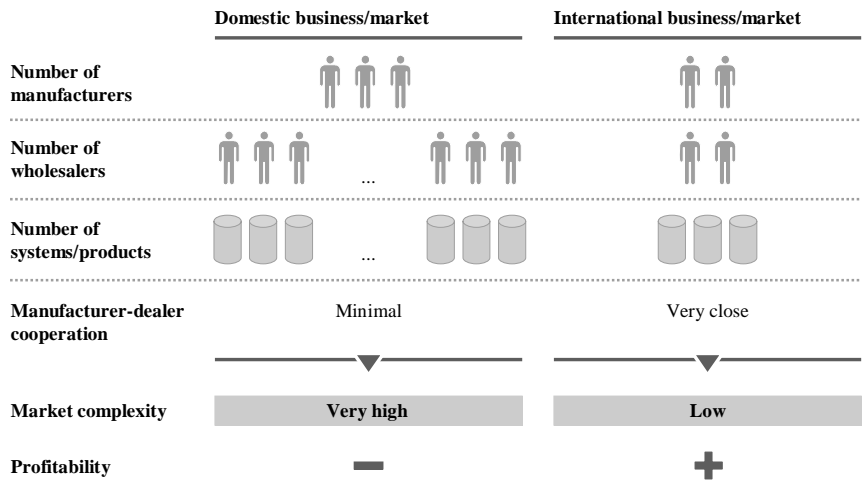 Domestic business/market
International business/market
Number of
manufacturers
Number of
wholesalers
...
Number of
systems/products
...
Manufacturer-dealer
cooperation
Minimal
Very close
Market complexity
Very high
Low
Profitability